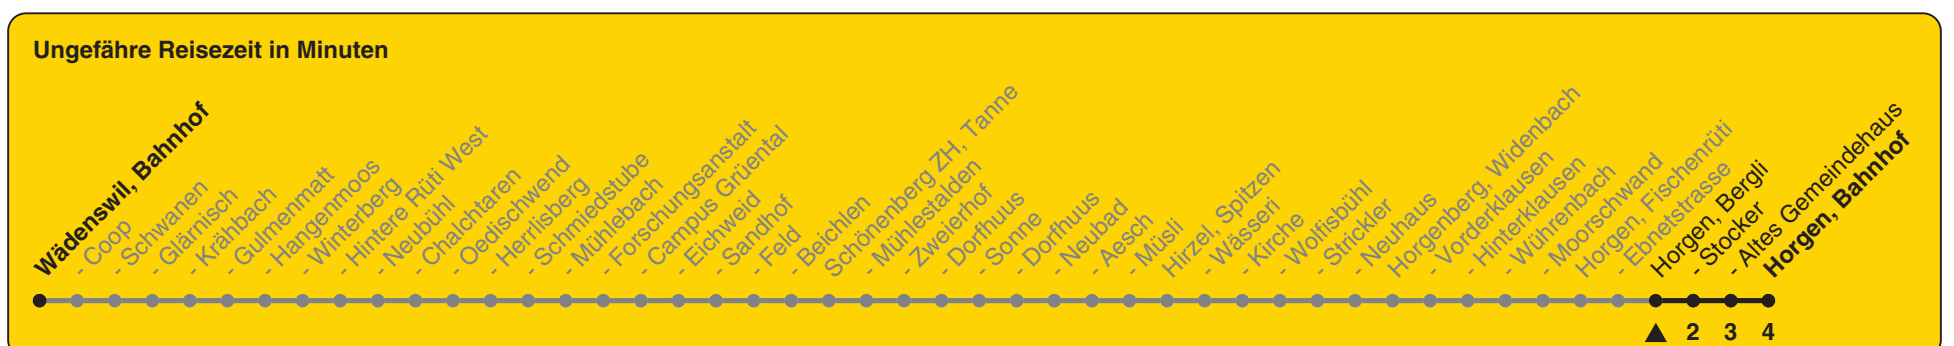 Ungefähre Reisezeit in Minuten
Wädenswil, Bahnhof
- Coop
- Schwanen
- Glärnisch
- Krähbach
- Gulmenmatt
- Hangenmoos
- Winterberg
- Hintere Rüti West
- Neubühl
- Chalchtaren
- Oedischwend
- Herrlisberg
- Schmiedstube
- Mühlebach
- Forschungsanstalt
- Campus Grüental
- Eichweid
- Sandhof
- Feld
- Beichlen
Schönenberg ZH, Tanne
- Mühlestalden
- Zweierhof
- Dorfhuus
- Sonne
- Dorfhuus
- Neubad
- Aesch
- Müsli
Hirzel, Spitzen
- Wässeri
- Kirche
- Wolfisbühl
- Strickler
- Neuhaus
Horgenberg, Widenbach
- Vorderklausen
- Hinterklausen
- Wührenbach
- Moorschwand
Horgen, Fischenrüti
- Ebnetstrasse
Horgen, Bergli
- Stocker
- Altes Gemeindehaus
Horgen, Bahnhof
2 3 4